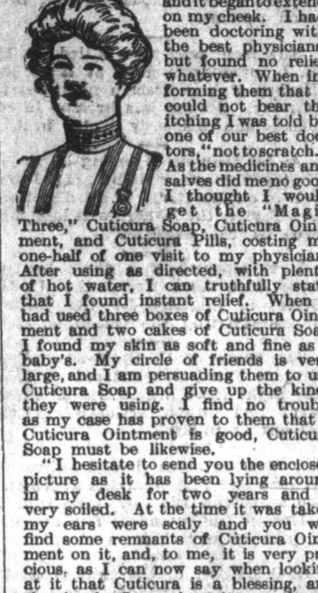 and it began to exten
on my cheek. I ha
been doctoring wit
the best physician
but found no relie
whatever. When in
forming them that
could not bear th
itching I was told b
one of our best doc
tors, "not to scratch.
As the medicines an
salves did me no goo
I thought I woul
get the "Magi
Three," Cuticura Soap, Cuticura Oin
ment, and Cuticura Pills, costing m
one-half of one visit to my physicia
After using as directed, with plent
of hot water, I can truthfully stat
that I found instant relief. When
had used three boxes of Cuticura Oin
ment and two cakes of Cuticura Soa
I found my skin as soft and fine as
baby's. My circle of friends is ver
large, and I am persuading them to u
Cuticura Soap and give up the kin
they were using. I find no troub
as my case has proven to them that
Cuticura Ointment is good, Cuticu
Soap must be likewise.
"I hesitate to send you the enclose
picture as it has been lying aroun
in my desk for two years and
very soiled. At the time it was take
my ears were scaly and you w
find some remnants of Cuticura Oin
ment on it, and, to me, it is very pr
cious, as I can now say when lookin
at it that Cuticura is a blessing, an